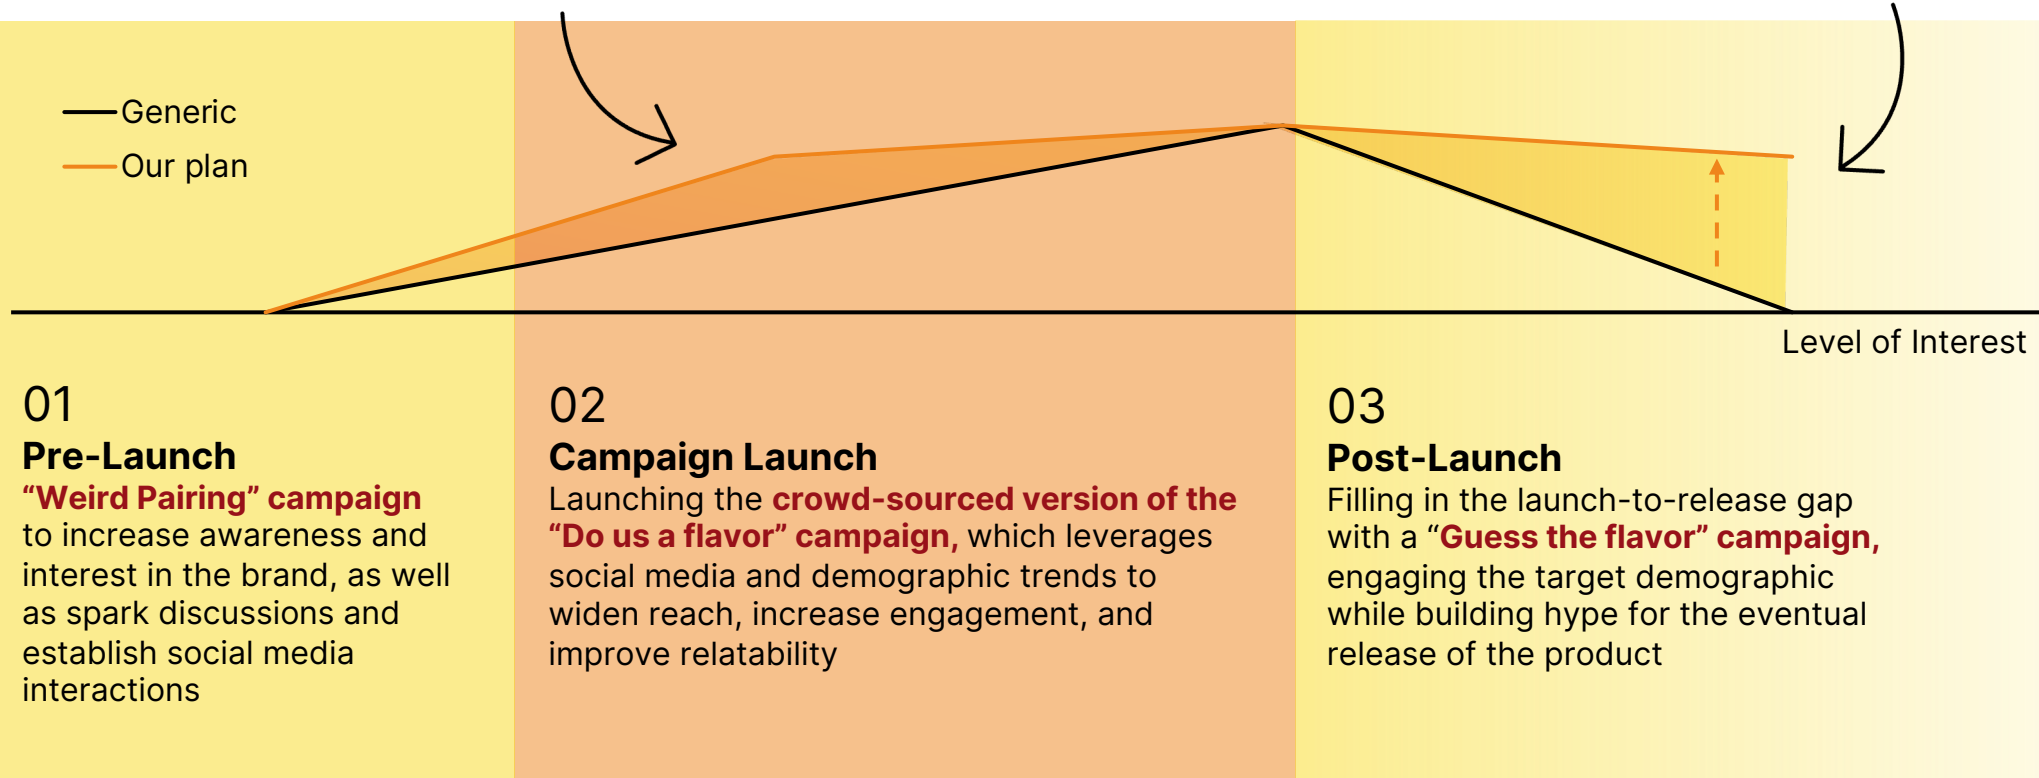 Generic
Our plan
Level of Interest
01
Pre-Launch
“Weird Pairing” campaign
to increase awareness and
interest in the brand, as well
as spark discussions and
establish social media
interactions
02
Campaign Launch
Launching the crowd-sourced version of the
“Do us a flavor” campaign, which leverages
social media and demographic trends to
widen reach, increase engagement, and
improve relatability
03
Post-Launch
Filling in the launch-to-release gap
with a “Guess the flavor” campaign,
engaging the target demographic
while building hype for the eventual
release of the product